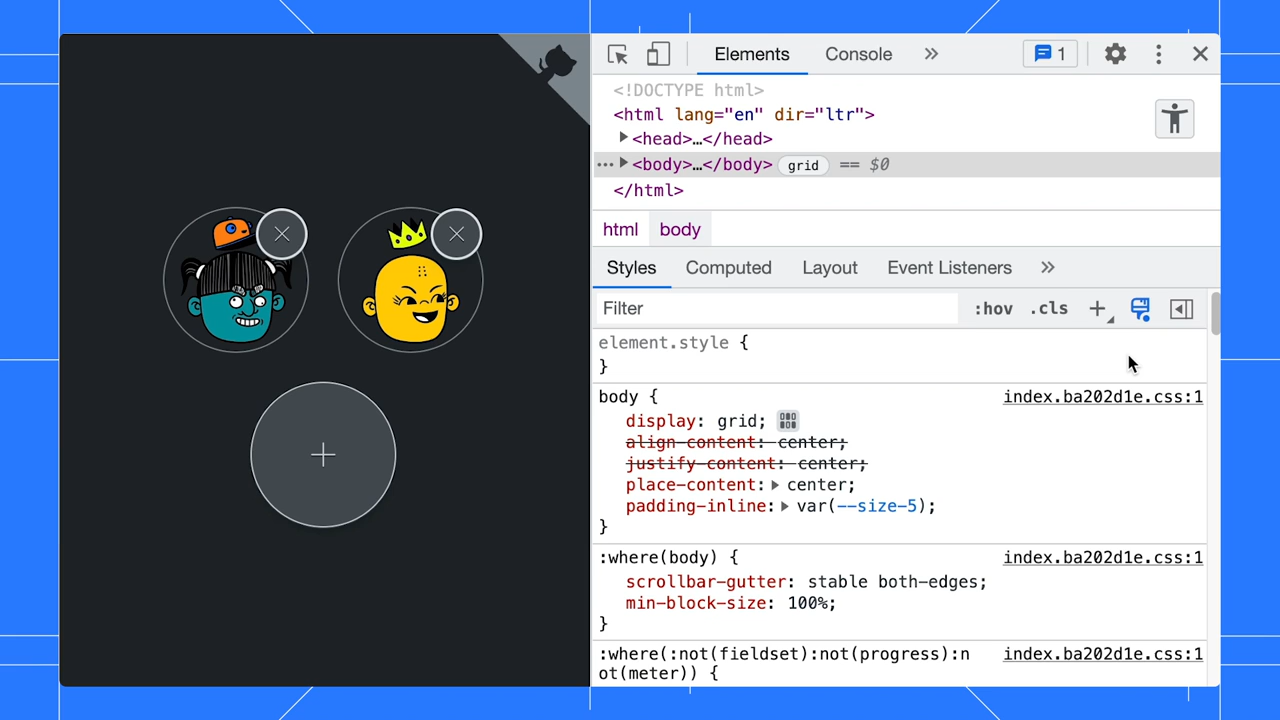 Elements Console » 1
<!DOCTYPE html>
<html lang="en" dir="ltr">
<head>…</head>
… <body>…</body> grid == $0
</html>
html body
Styles Computed Layout Event Listeners »
Filter :hov .cls +
element.style {
}
body { index.ba202d1e.css:1
display: grid;
align-content: center;
justify-content: center;
place-content: center;
padding-inline: var(--size-5);
}
:where(body) { index.ba202d1e.css:1
scrollbar-gutter: stable both-edges;
min-block-size: 100%;
}
:where(:not(fieldset):not(progress):n index.ba202d1e.css:1
ot(meter)) {